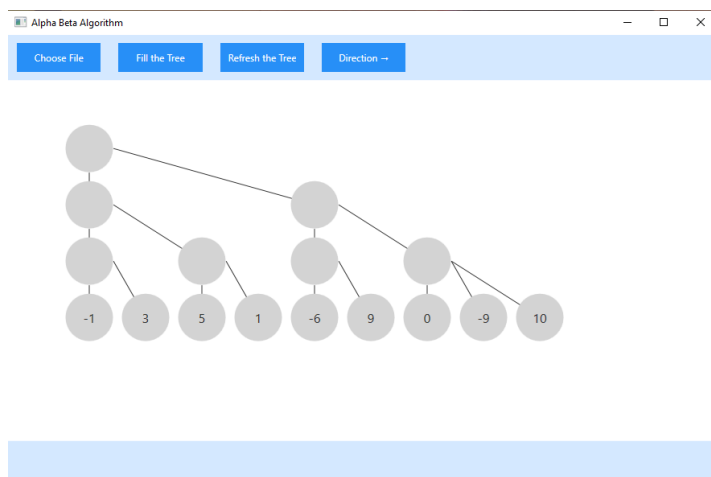 Alpha Beta Algorithm
Choose File Fill the Tree Refresh the Tree Direction →
-1 3 5 1 -6 9 0 -9 10